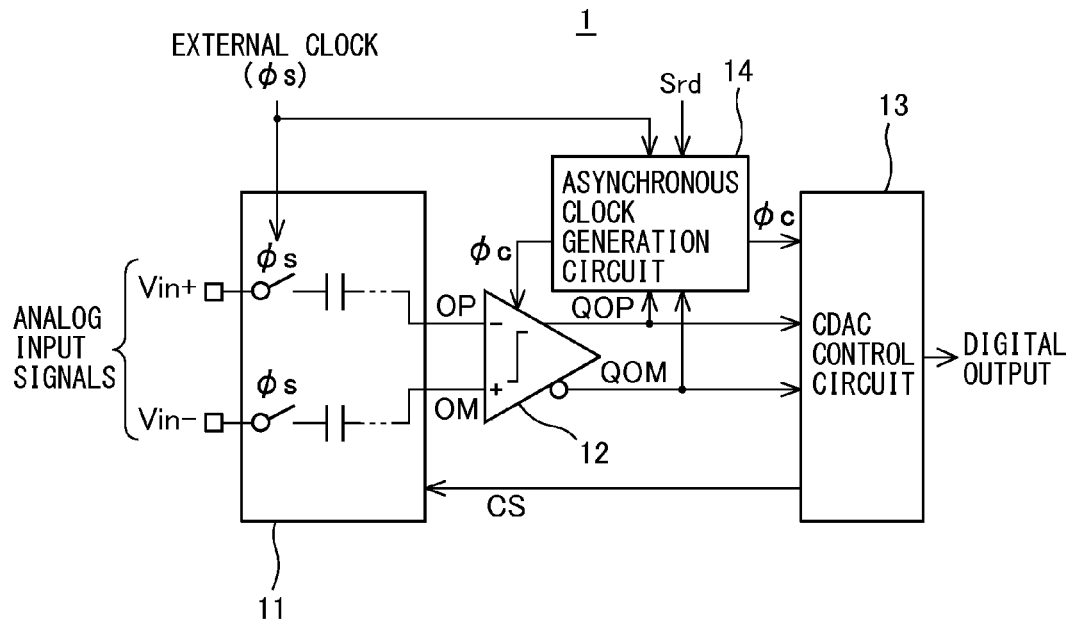 1
EXTERNAL CLOCK
(ϕs)
Srd
14
13
ASYNCHRONOUS
CLOCK
GENERATION
CIRCUIT
ϕc
ϕc
ϕs
Vin+
OP
QOP
ANALOG
INPUT
SIGNALS
CDAC
CONTROL
CIRCUIT
DIGITAL
OUTPUT
−
+
ϕs
QOM
Vin−
OM
12
CS
11